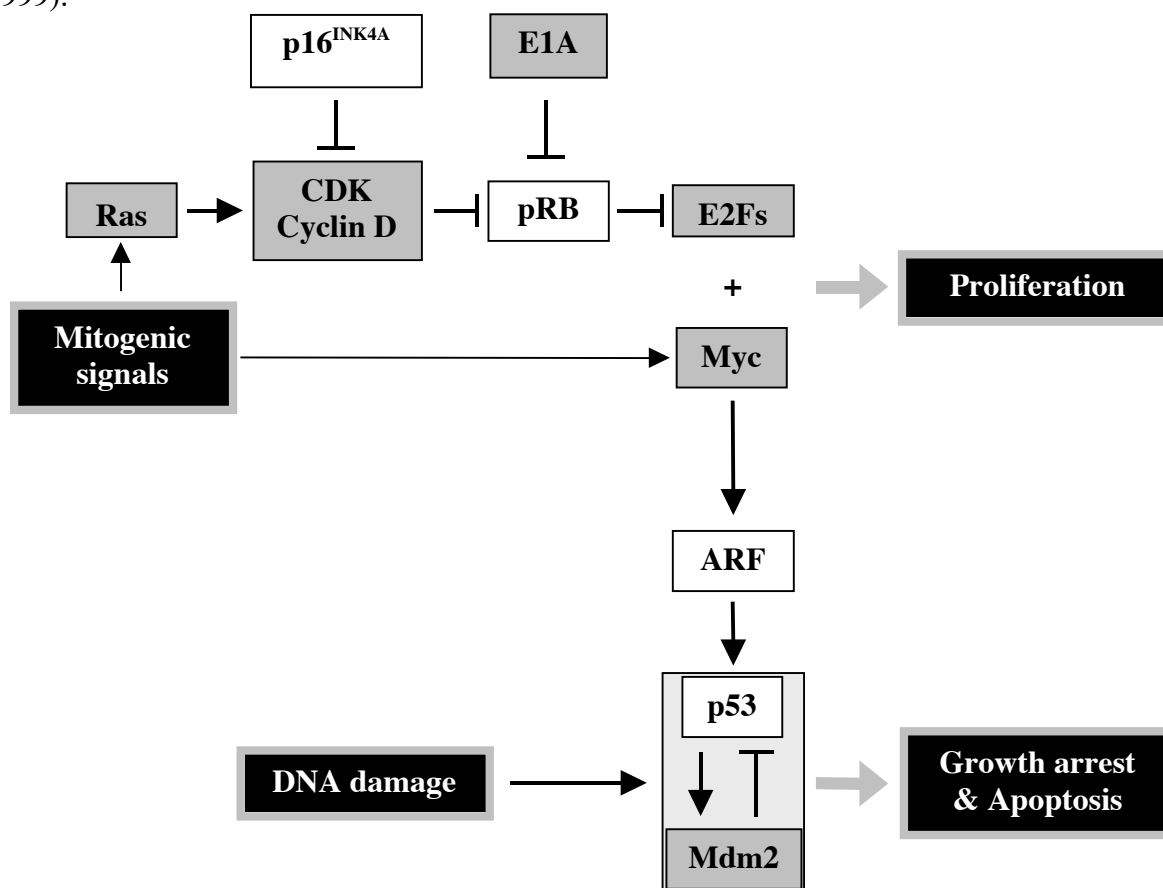 999).
p16INK4A
E1A
Ras
CDK
Cyclin D
pRB
E2Fs
+
Proliferation
Mitogenic
signals
Myc
ARF
p53
DNA damage
Growth arrest
& Apoptosis
Mdm2